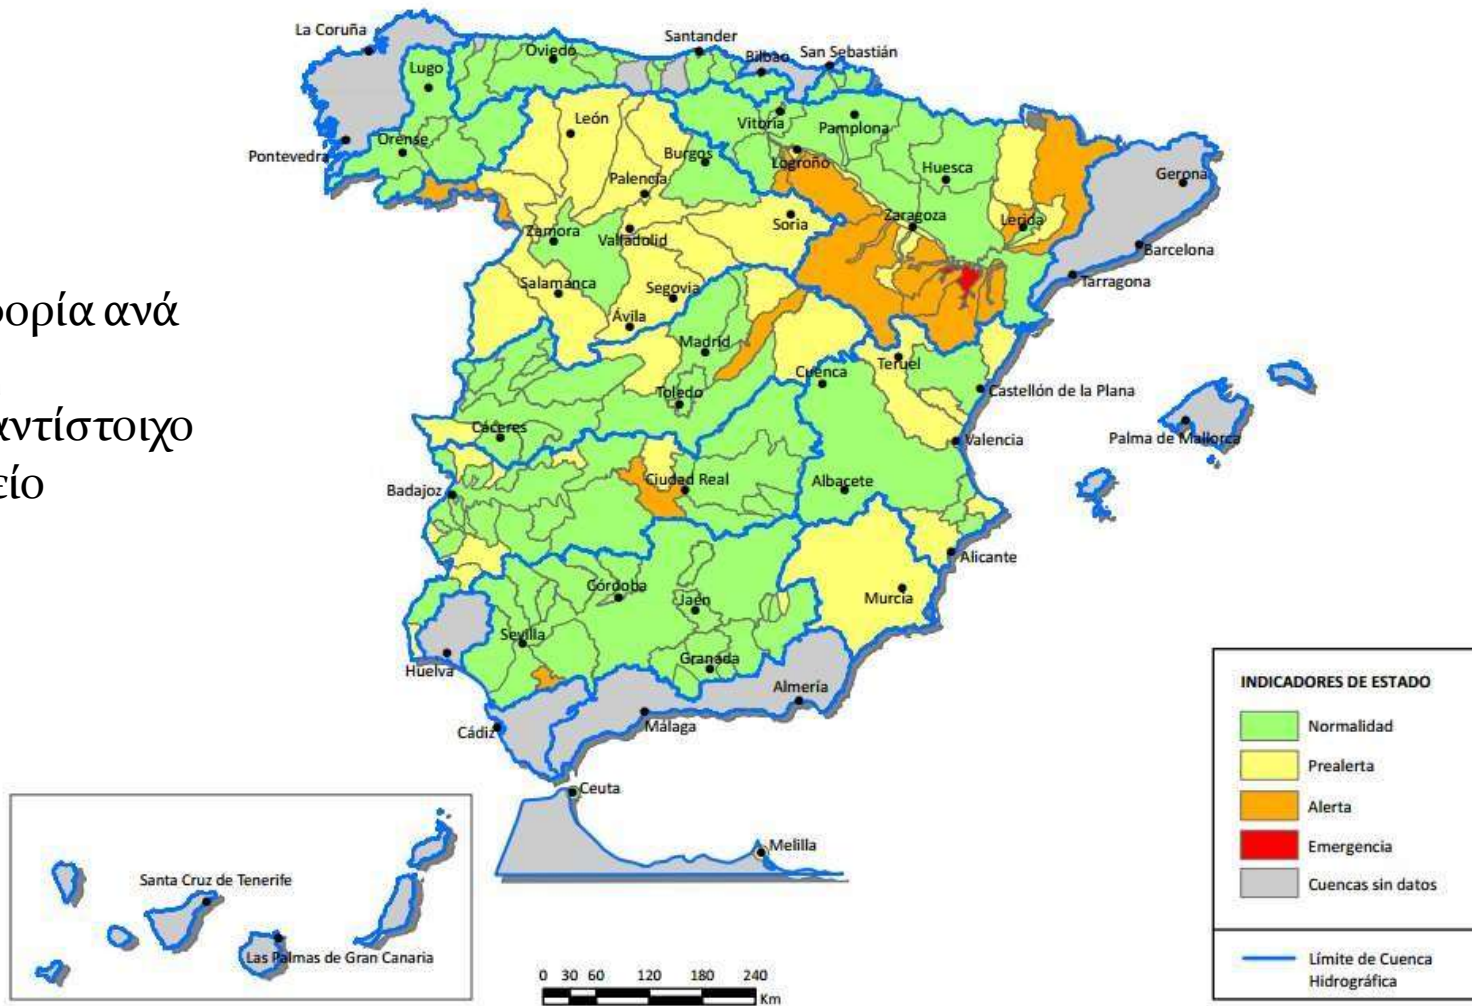 La Coruña
Santander
San Sebastián
Oviedo
Bilbao
Lugo
León
Vitoria
Pamplona
Orense
Pontevedra
Burgos
Logroño
Huesca
Gerona
Palencia
Soria
Zaragoza
Lerida
Zamora
Valladolid
Barcelona
Salamanca
Segovia
Tarragona
Ávila
Madrid
Teruel
Cuenca
Toledo
Castellón de la Plana
Cáceres
Valencia
Palma de Mallorca
Badajoz
Ciudad Real
Albacete
Alicante
Córdoba
Jaén
Murcia
Sevilla
Huelva
Granada
Almería
Cádiz
Málaga
Ceuta
Melilla
Santa Cruz de Tenerife
Las Palmas de Gran Canaria
ορία ανά
αντίστοιχο
είο
INDICADORES DE ESTADO
Normalidad
Prealerta
Alerta
Emergencia
Cuencas sin datos
Límite de Cuenca
Hidrográfica
0 30 60 120 180 240
Km